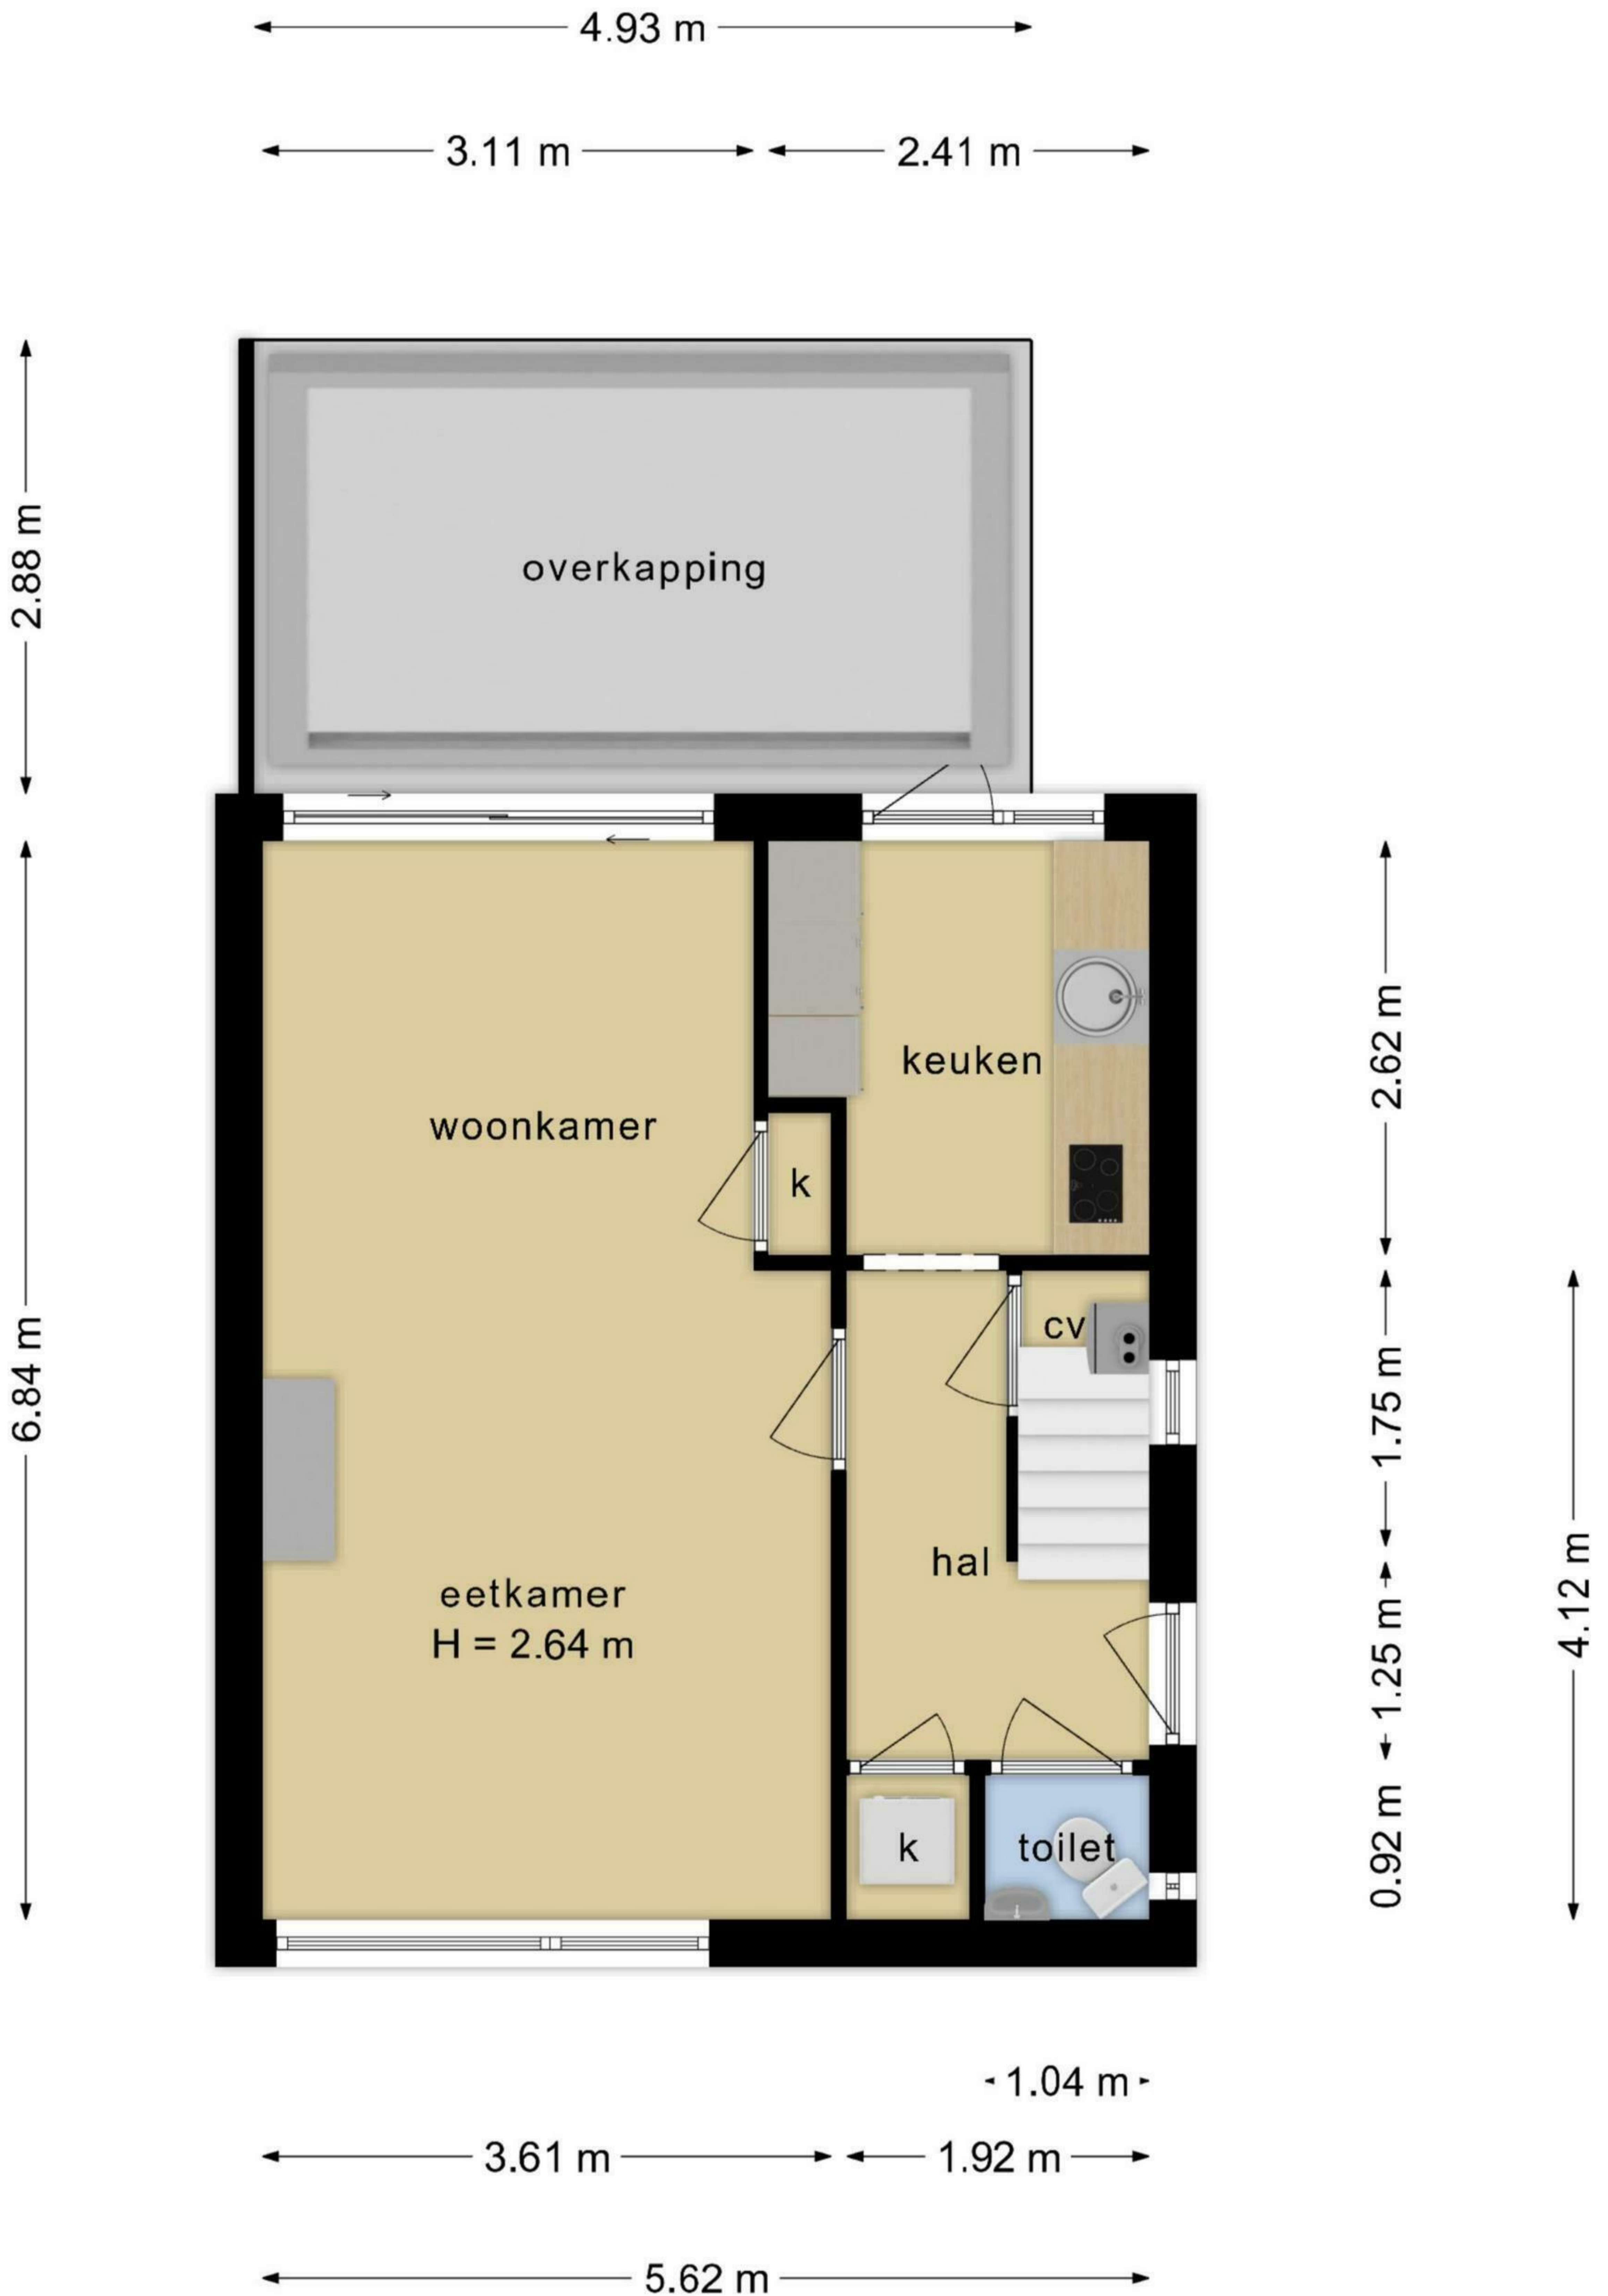 4.93 m
3.11 m
2.41 m
2.88 m
overkapping
6.84 m
woonkamer
keuken
k
2.62 m
cv
1.75 m
hal
eetkamer
H = 2.64 m
1.25 m
4.12 m
k
toilet
0.92 m
1.04 m
3.61 m
1.92 m
5.62 m